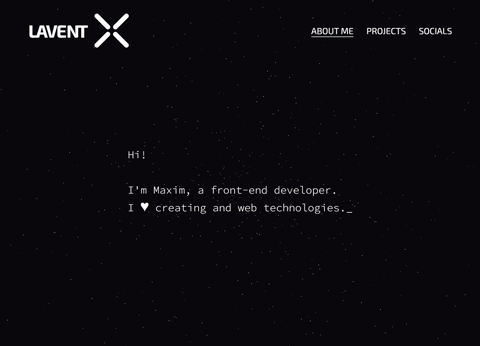 LAVENT
ABOUT ME PROJECTS SOCIALS
Hi!
I'm Maxim, a front-end developer.
I ♥ creating and web technologies._